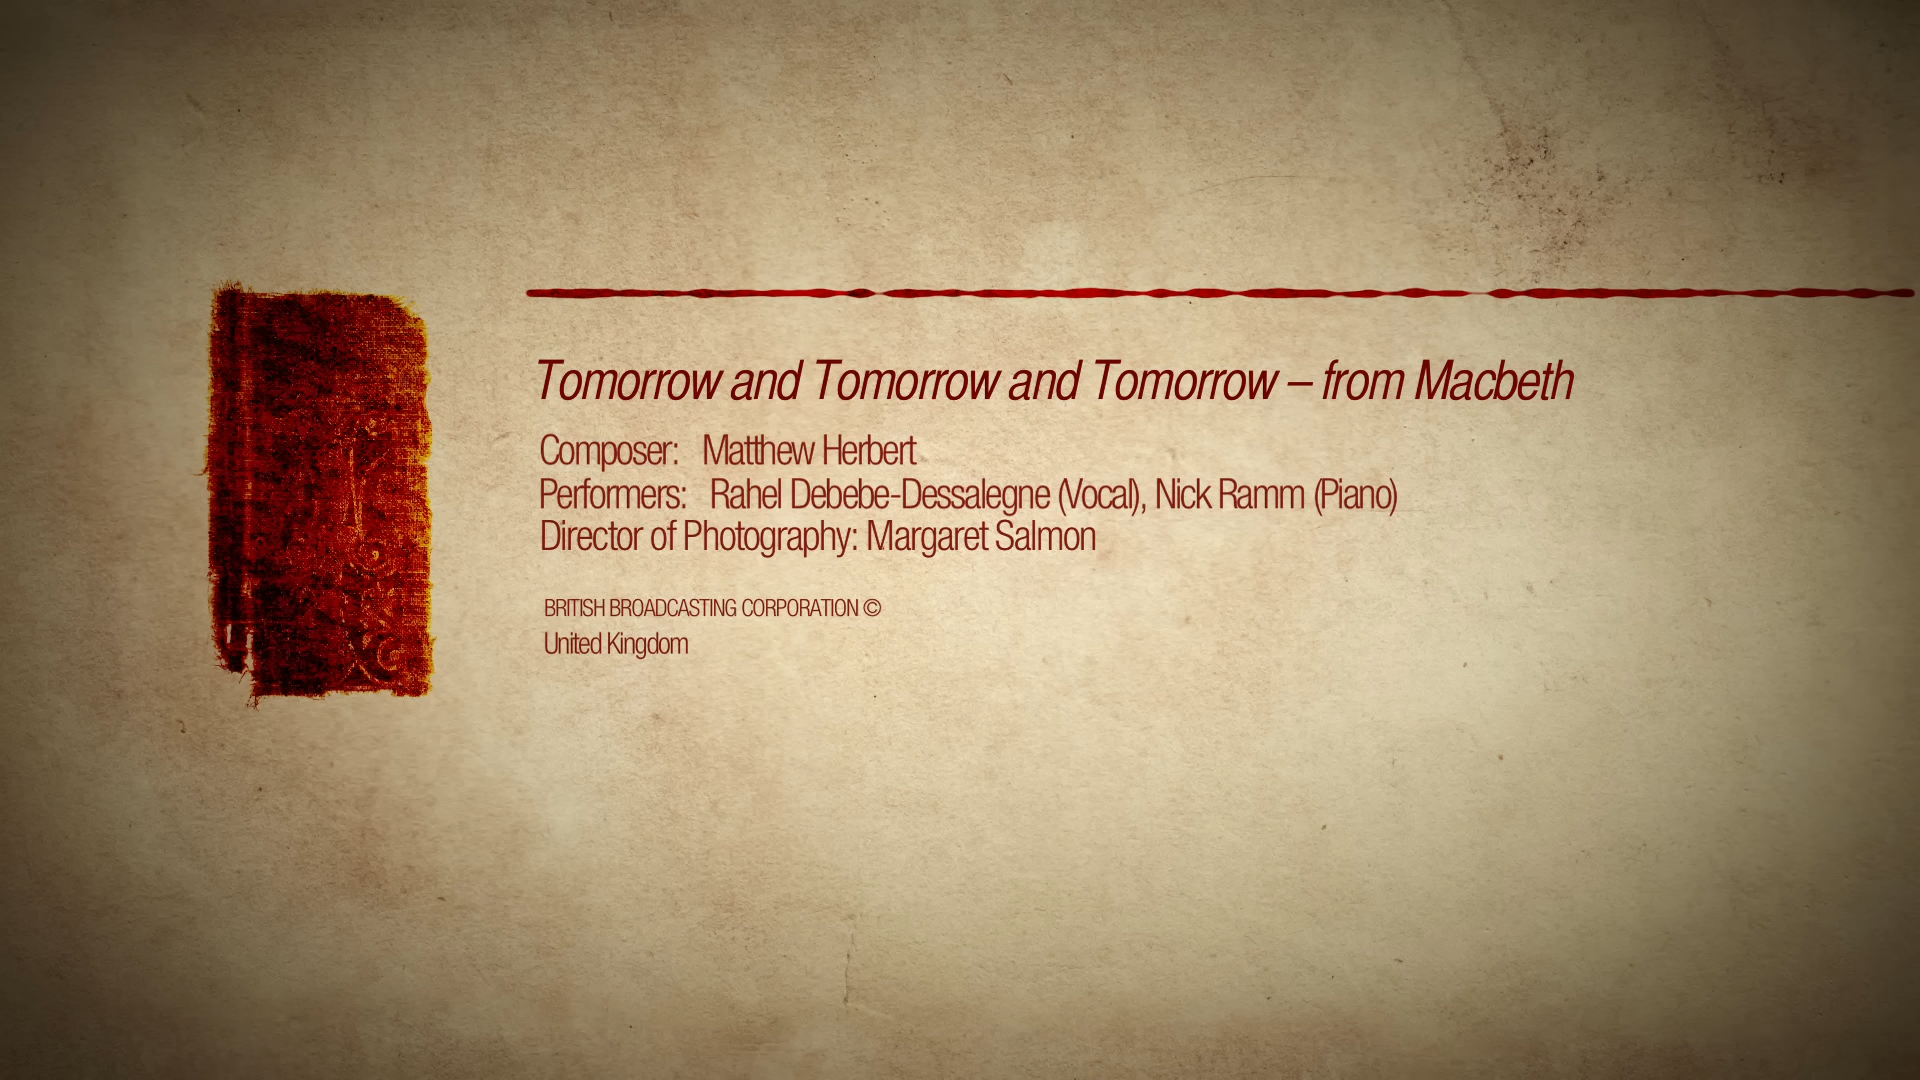 Tomorrow and Tomorrow and Tomorrow – from Macbeth
Composer: Matthew Herbert
Performers: Rahel Debebe-Dessalegne (Vocal), Nick Ramm (Piano)
Director of Photography: Margaret Salmon
BRITISH BROADCASTING CORPORATION ©
United Kingdom